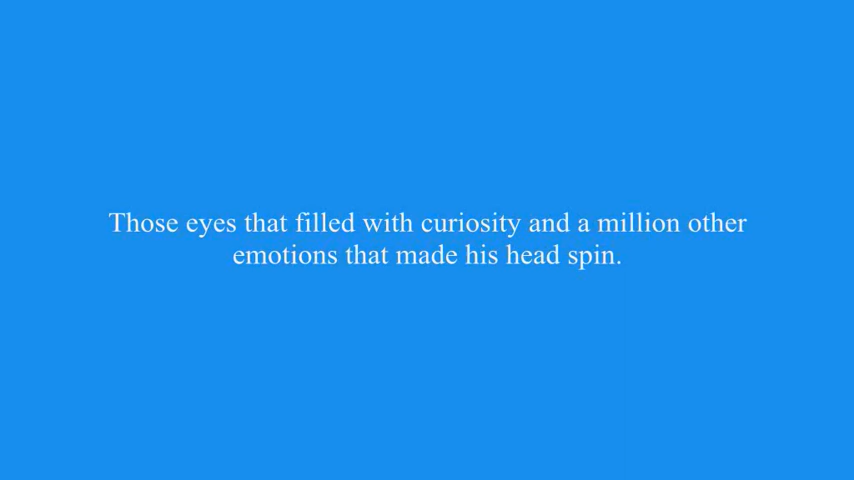 Those eyes that filled with curiosity and a million other
emotions that made his head spin.